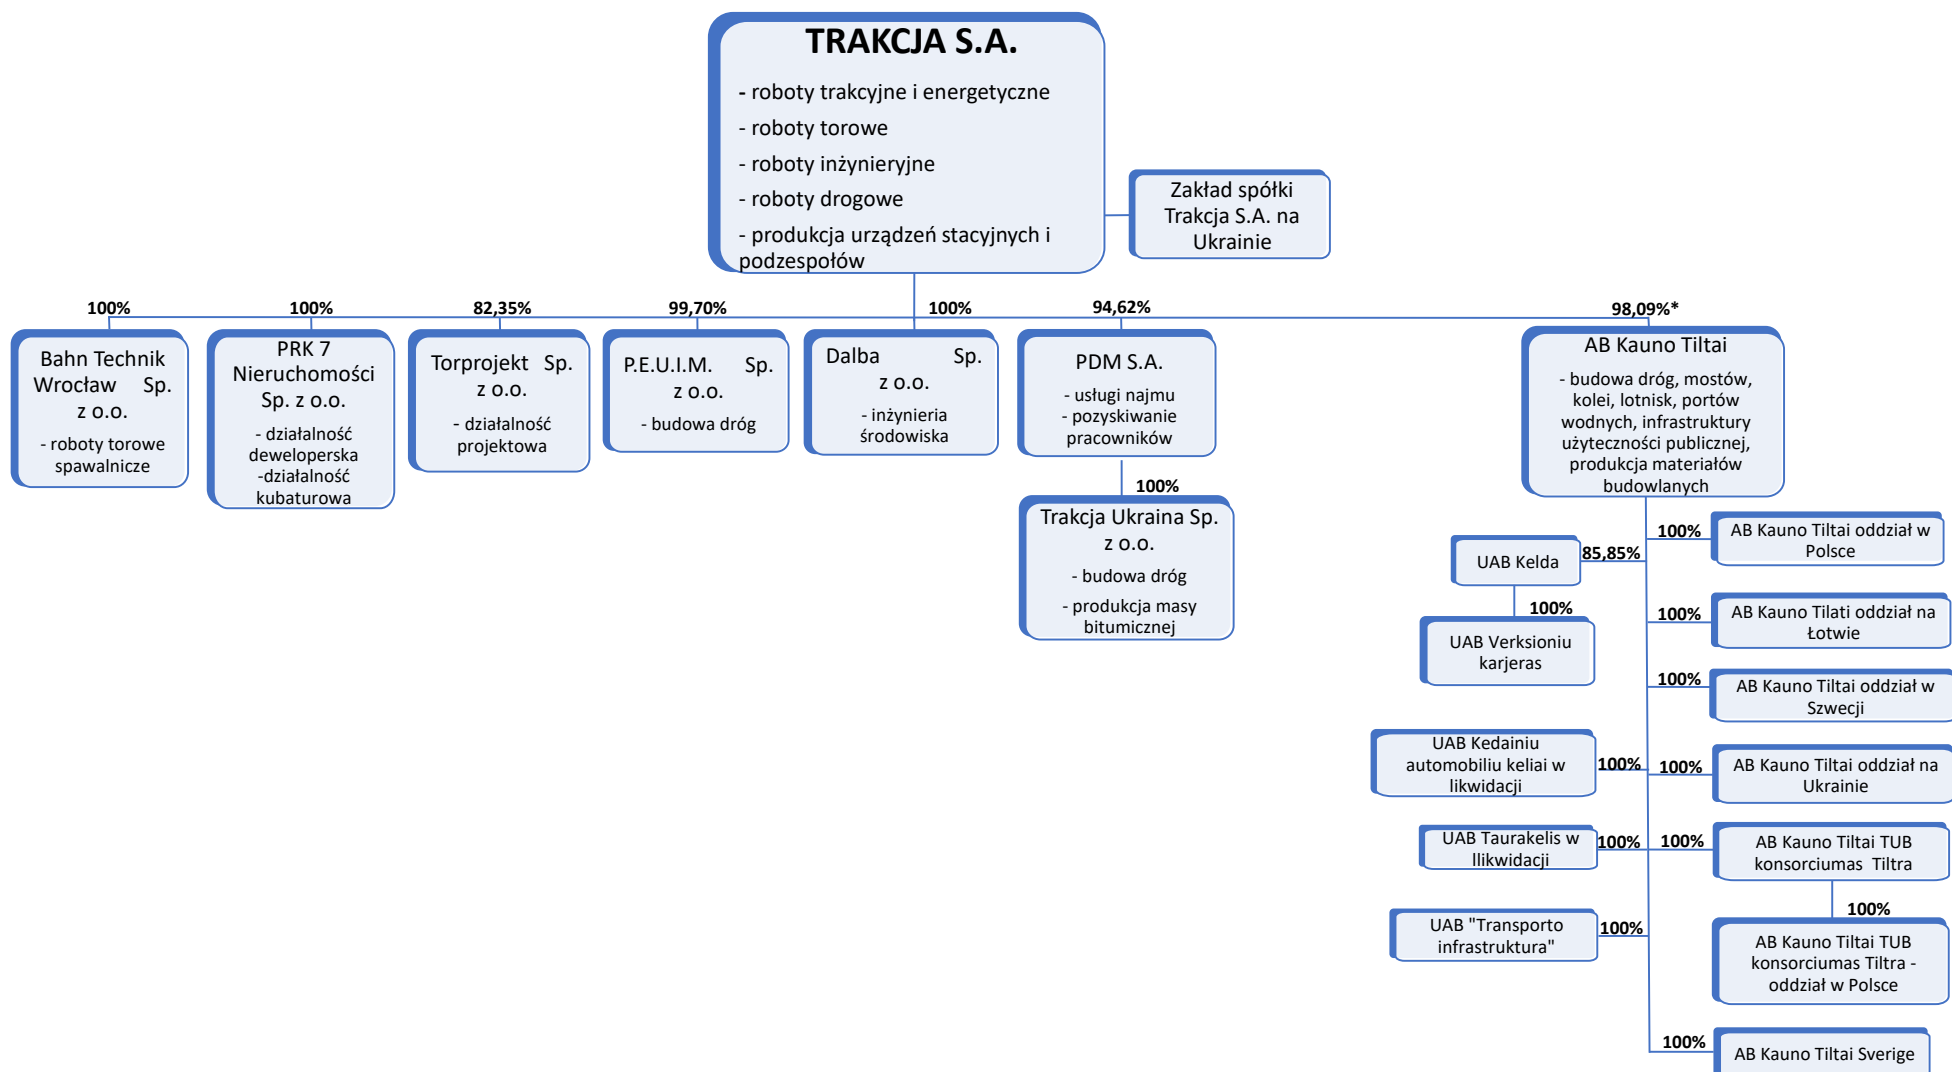 TRAKCJA S.A.
- roboty trakcyjne i energetyczne
- roboty torowe
- roboty inżynieryjne
- roboty drogowe
- produkcja urządzeń stacyjnych i
podzespołów
Zakład spółki
Trakcja S.A. na
Ukrainie
100%
100%
82,35%
99,70%
100%
94,62%
98,09%*
Bahn Technik
Wrocław Sp.
z o.o.
- roboty torowe
spawalnicze
PRK 7
Nieruchomości
Sp. z o.o.
- działalność
deweloperska
-działalność
kubaturowa
Torprojekt Sp.
z o.o.
- działalność
projektowa
P.E.U.I.M. Sp.
z o.o.
- budowa dróg
Dalba Sp.
z o.o.
- inżynieria
środowiska
PDM S.A.
- usługi najmu
- pozyskiwanie
pracowników
100%
Trakcja Ukraina Sp.
z o.o.
- budowa dróg
- produkcja masy
bitumicznej
AB Kauno Tiltai
- budowa dróg, mostów,
kolei, lotnisk, portów
wodnych, infrastruktury
użyteczności publicznej,
produkcja materiałów
budowlanych
100%
AB Kauno Tiltai oddział w
Polsce
85,85%
UAB Kelda
100%
UAB Verksioniu
karjeras
100%
AB Kauno Tilati oddział na
Łotwie
100%
AB Kauno Tiltai oddział w
Szwecji
UAB Kedainiu
automobiliu keliai w
likwidacji
100%
100%
AB Kauno Tiltai oddział na
Ukrainie
UAB Taurakelis w
llikwidacji
100%
100%
AB Kauno Tiltai TUB
konsorciumas Tiltra
100%
AB Kauno Tiltai TUB
konsorciumas Tiltra -
oddział w Polsce
UAB "Transporto
infrastruktura"
100%
100%
AB Kauno Tiltai Sverige